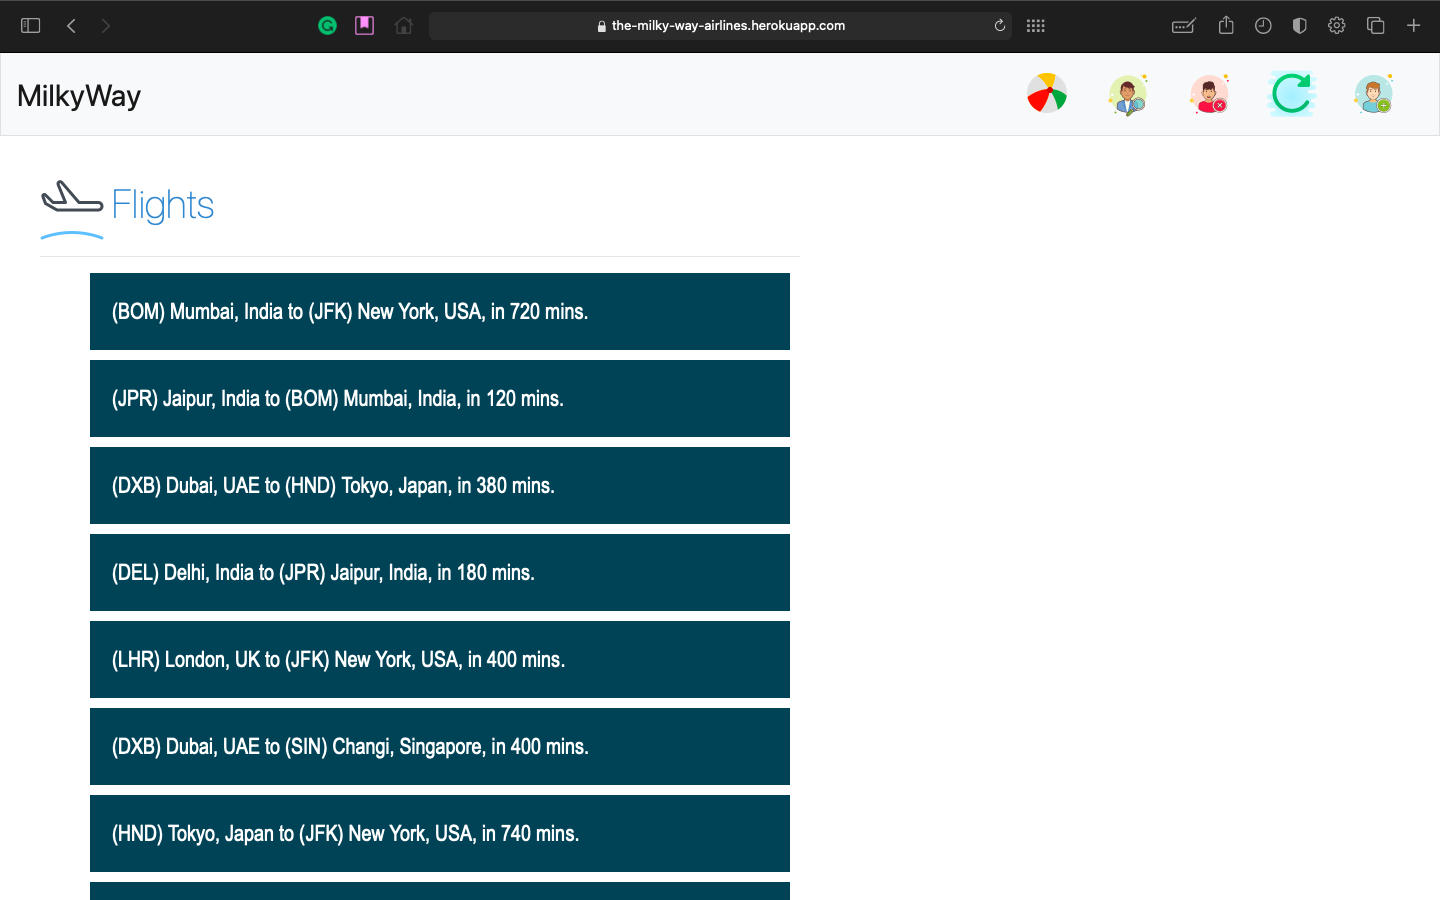 the-milky-way-airlines.herokuapp.com
MilkyWay
Flights
(BOM) Mumbai, India to (JFK) New York, USA, in 720 mins.
(JPR) Jaipur, India to (BOM) Mumbai, India, in 120 mins.
(DXB) Dubai, UAE to (HND) Tokyo, Japan, in 380 mins.
(DEL) Delhi, India to (JPR) Jaipur, India, in 180 mins.
(LHR) London, UK to (JFK) New York, USA, in 400 mins.
(DXB) Dubai, UAE to (SIN) Changi, Singapore, in 400 mins.
(HND) Tokyo, Japan to (JFK) New York, USA, in 740 mins.